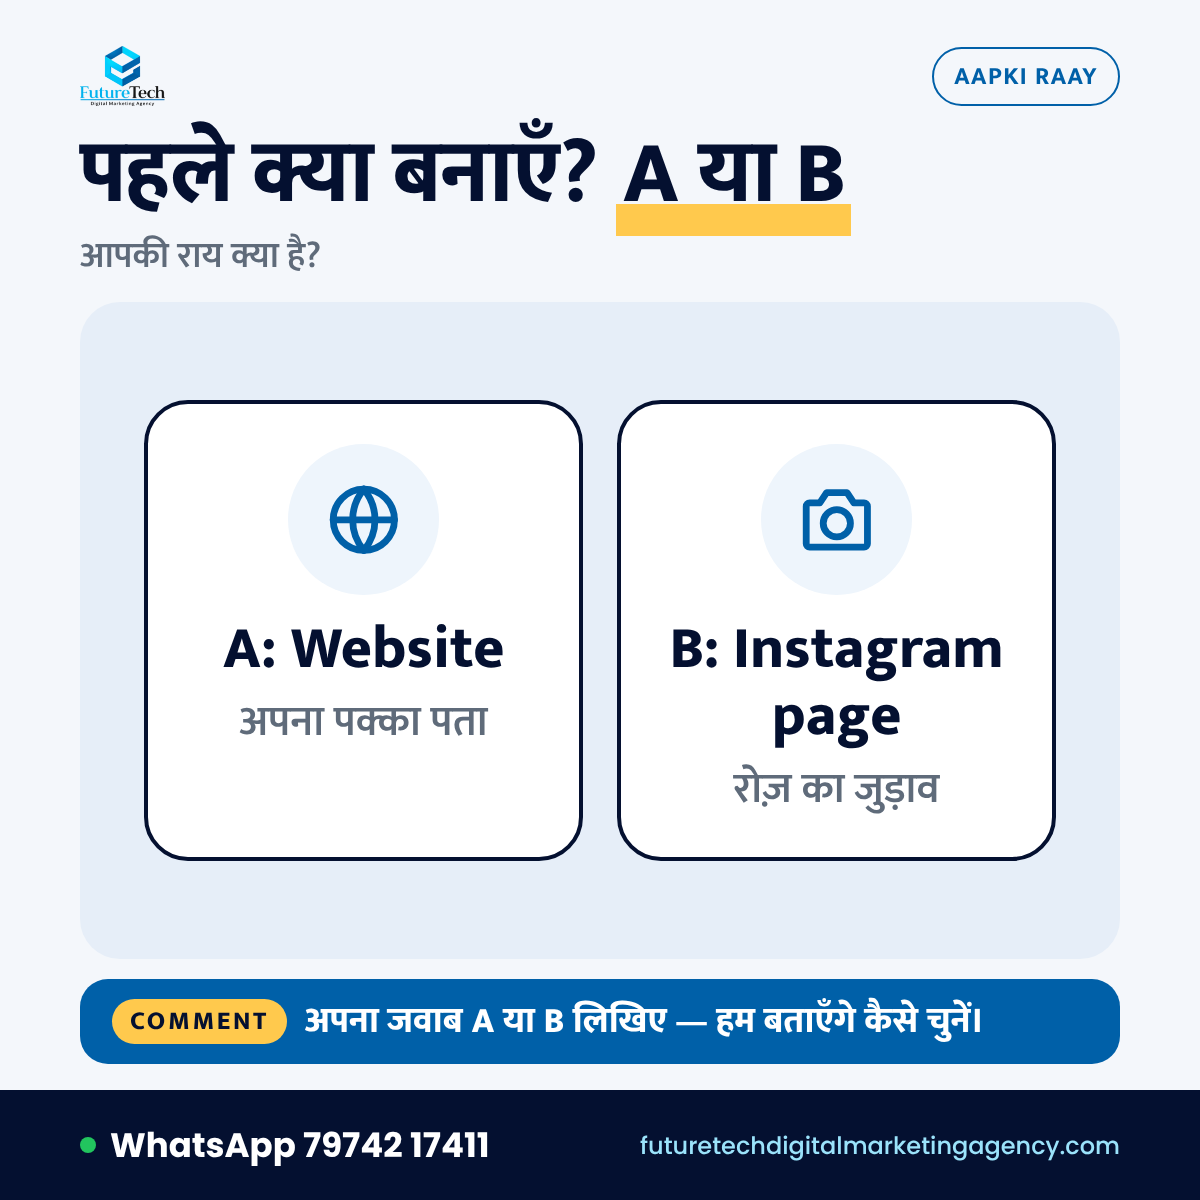 FutureTech
Digital Marketing Agency
AAPKI RAAY
पहले क्या बनाएँ? A या B
आपकी राय क्या है?
A: Website
अपना पक्का पता
B: Instagram
page
रोज़ का जुड़ाव
COMMENT अपना जवाब A या B लिखिए — हम बताएँगे कैसे चुनें।
WhatsApp 79742 17411
futuretechdigitalmarketingagency.com